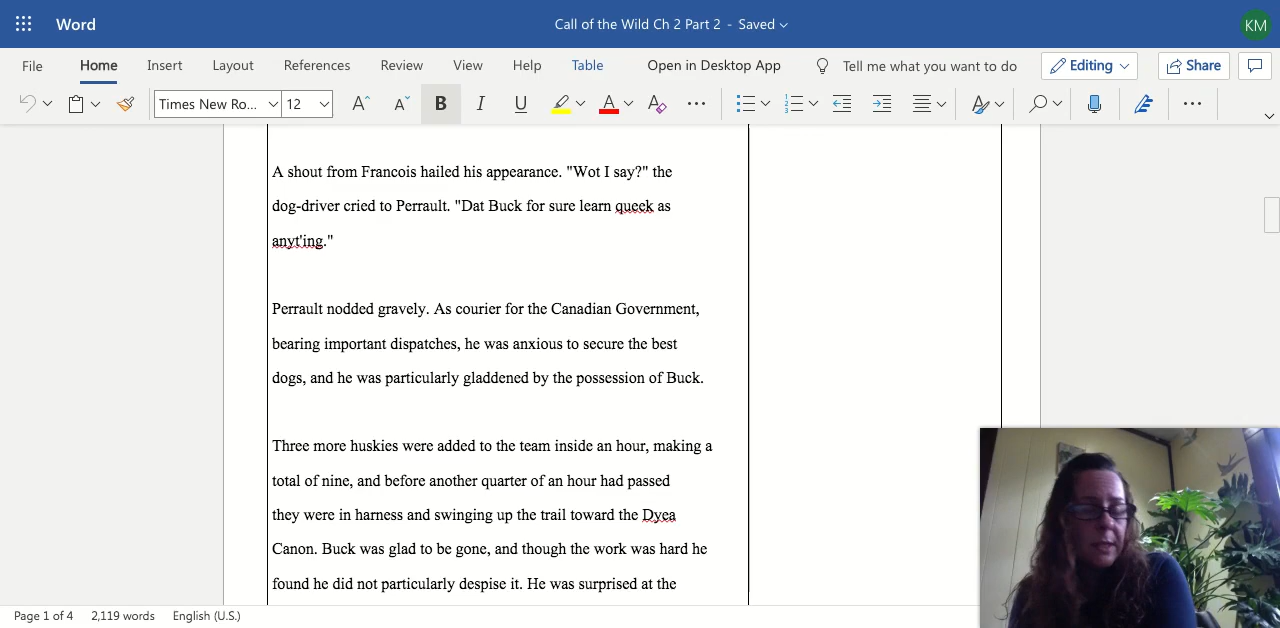 Word
Call of the Wild Ch 2 Part 2 - Saved
KM
File Home Insert Layout References Review View Help Table Open in Desktop App Tell me what you want to do Editing Share
Times New Ro... 12 A A B I U A A
A shout from Francois hailed his appearance. "Wot I say?" the
dog-driver cried to Perrault. "Dat Buck for sure learn queek as
anyt'ing."
Perrault nodded gravely. As courier for the Canadian Government,
bearing important dispatches, he was anxious to secure the best
dogs, and he was particularly gladdened by the possession of Buck.
Three more huskies were added to the team inside an hour, making a
total of nine, and before another quarter of an hour had passed
they were in harness and swinging up the trail toward the Dyea
Canon. Buck was glad to be gone, and though the work was hard he
found he did not particularly despise it. He was surprised at the
Page 1 of 4 2,119 words English (U.S.)